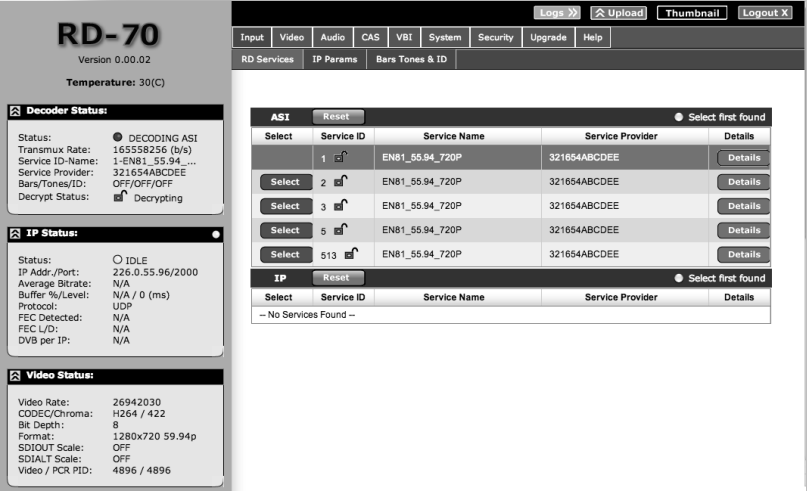 RD-70
Version 0.00.02
Temperature: 30(C)
Decoder Status:
Status: DECODING ASI
Transmux Rate: 165558256 (b/s)
Service ID-Name: 1-EN81_55.94_...
Service Provider: 321654ABCDEE
Bars/Tones/ID: OFF/OFF/OFF
Decrypt Status: Decrypting
IP Status:
Status: IDLE
IP Addr./Port: 226.0.55.96/2000
Average Bitrate: N/A
Buffer %/Level: N/A / 0 (ms)
Protocol: UDP
FEC Detected: N/A
FEC L/D: N/A
DVB per IP: N/A
Video Status:
Video Rate: 26942030
CODEC/Chroma: H264 / 422
Bit Depth: 8
Format: 1280x720 59.94p
SDIOUT Scale: OFF
SDIALT Scale: OFF
Video / PCR PID: 4896 / 4896
Logs Upload Thumbnail Logout X
Input Video Audio CAS VBI System Security Upgrade Help
RD Services IP Params Bars Tones & ID
ASI Reset Select first found
Select Service ID Service Name Service Provider Details
1 EN81_55.94_720P 321654ABCDEE Details
Select 2 EN81_55.94_720P 321654ABCDEE Details
Select 3 EN81_55.94_720P 321654ABCDEE Details
Select 5 EN81_55.94_720P 321654ABCDEE Details
Select 513 EN81_55.94_720P 321654ABCDEE Details
IP Reset Select first found
Select Service ID Service Name Service Provider Details
-- No Services Found --